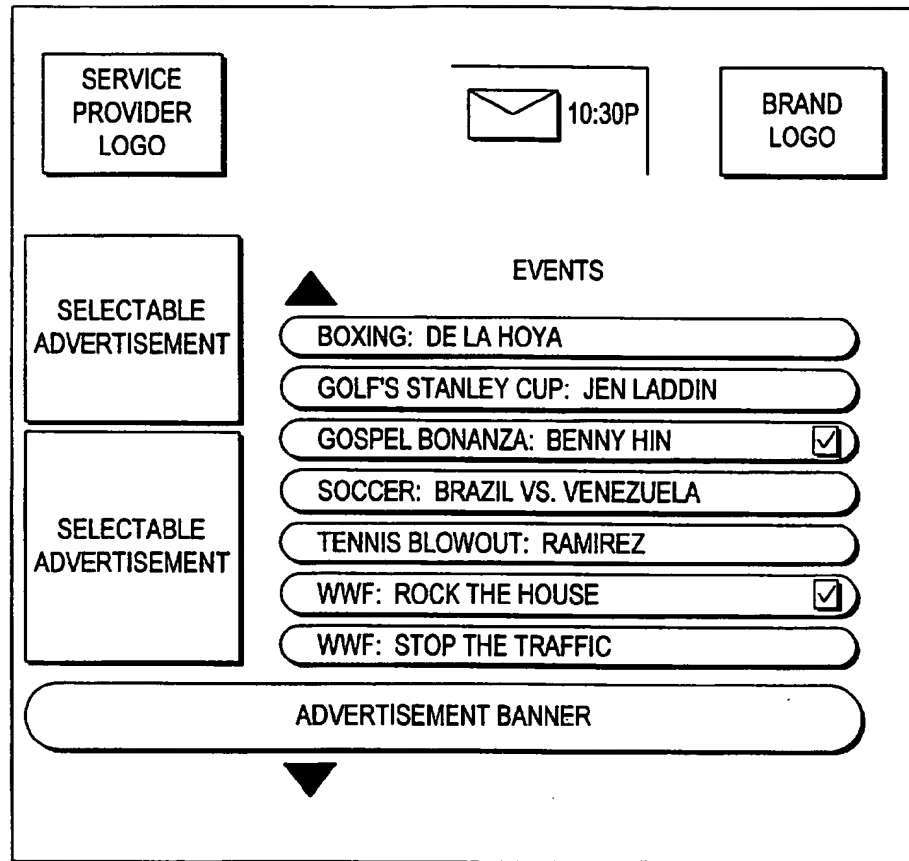 SERVICE
PROVIDER
LOGO
10:30P
BRAND
LOGO
SELECTABLE
ADVERTISEMENT
SELECTABLE
ADVERTISEMENT
EVENTS
BOXING: DE LA HOYA
GOLF'S STANLEY CUP: JEN LADDIN
GOSPEL BONANZA: BENNY HIN
SOCCER: BRAZIL VS. VENEZUELA
TENNIS BLOWOUT: RAMIREZ
WWF: ROCK THE HOUSE
WWF: STOP THE TRAFFIC
ADVERTISEMENT BANNER